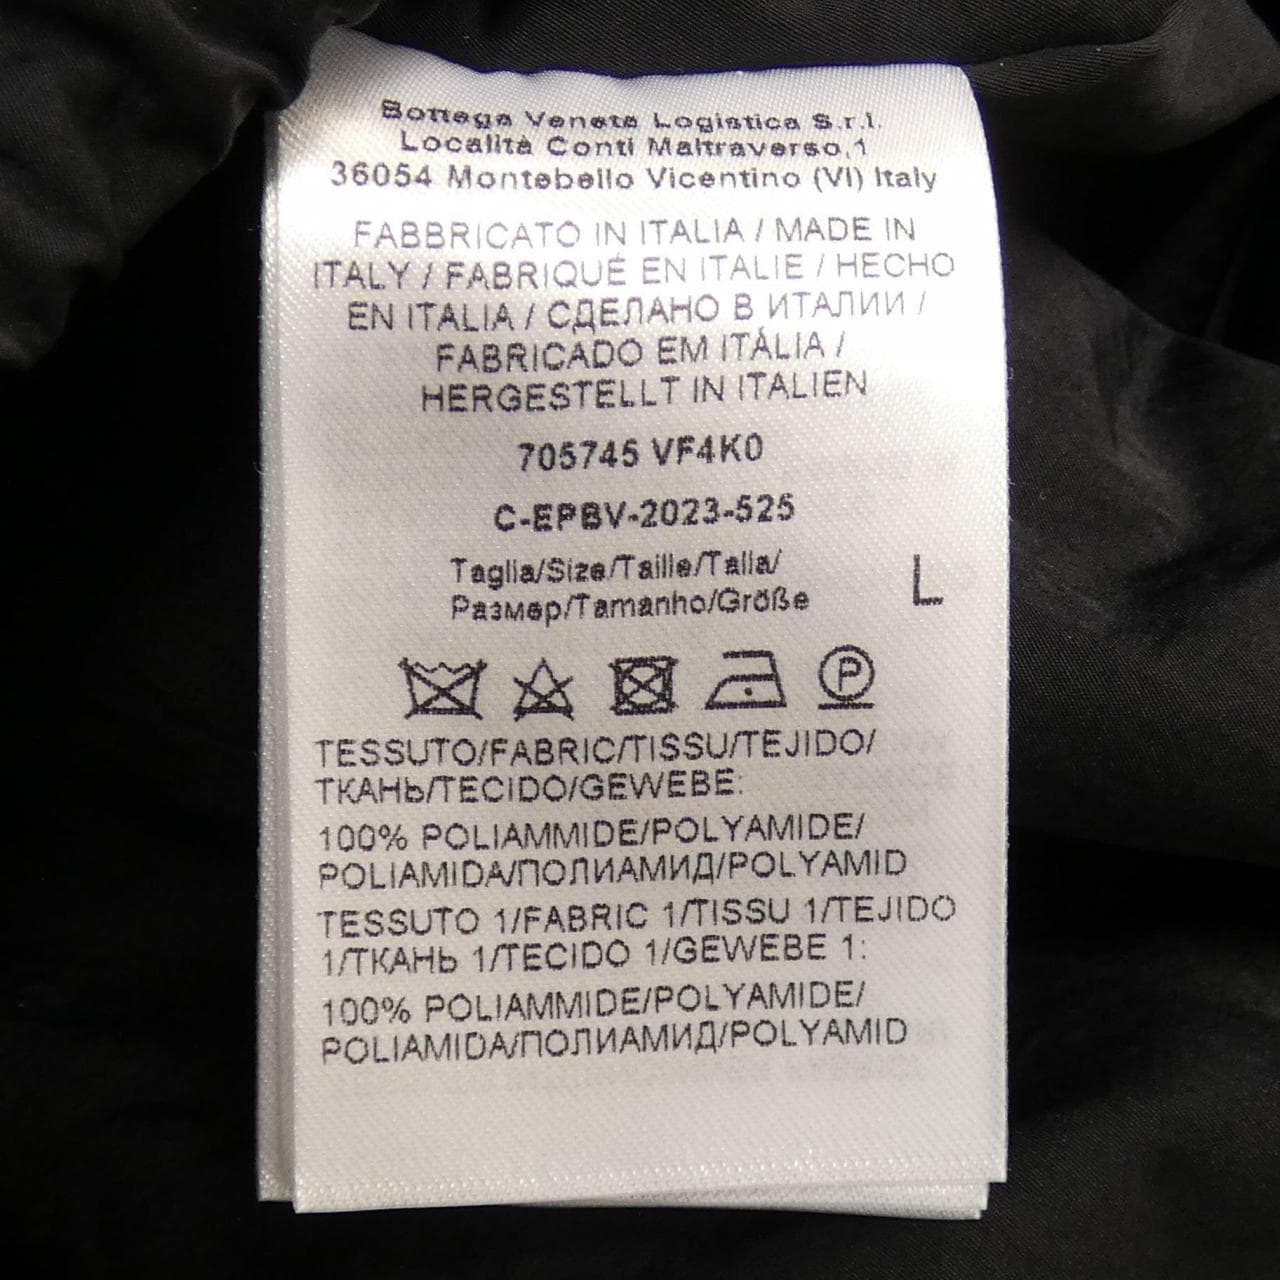 Bottega Veneta Logistica S.r.l.
Località Conti Maltraverso,1
36054 Montebello Vicentino (VI) Italy
FABBRICATO IN ITALIA / MADE IN
ITALY / FABRIQUÉ EN ITALIE / HECHO
EN ITALIA / СДЕЛАНО В ИТАЛИИ /
FABRICADO EM ITÁLIA /
HERGESTELLT IN ITALIEN
705745 VF4K0
C-EPBV-2023-525
Taglia/Size/Taille/Talla/
Размер/Tamanho/Größe
L
P
TESSUTO/FABRIC/TISSU/TEJIDO/
ТКАНЬ/TECIDO/GEWEBE:
100% POLIAMMIDE/POLYAMIDE/
POLIAMIDA/ПОЛИАМИД/POLYAMID
TESSUTO 1/FABRIC 1/TISSU 1/TEJIDO
1/ТКАНЬ 1/TECIDO 1/GEWEBE 1:
100% POLIAMMIDE/POLYAMIDE/
POLIAMIDA/ПОЛИАМИД/POLYAMID